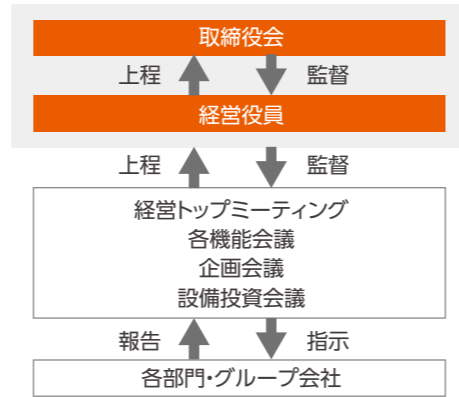 取締役会
上程 監督
経営役員
上程 監督
経営トップミーティング
各機能会議
企画会議
設備投資会議
報告 指示
各部門・グループ会社